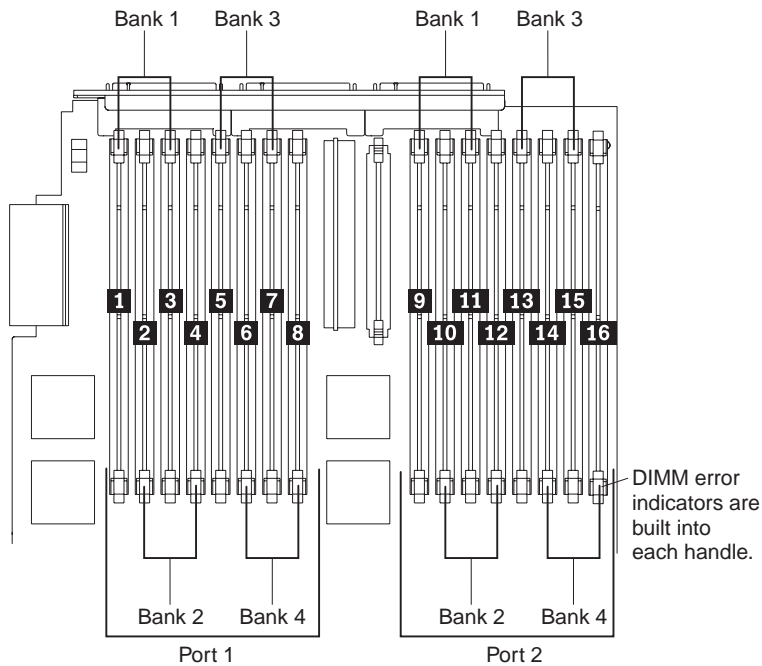 Bank 1 Bank 3 Bank 1 Bank 3
1 3 5 7 9 11 13 15
2 4 6 8 10 12 14 16
DIMM error
indicators are
built into
each handle.
Bank 2 Bank 4 Bank 2 Bank 4
Port 1 Port 2